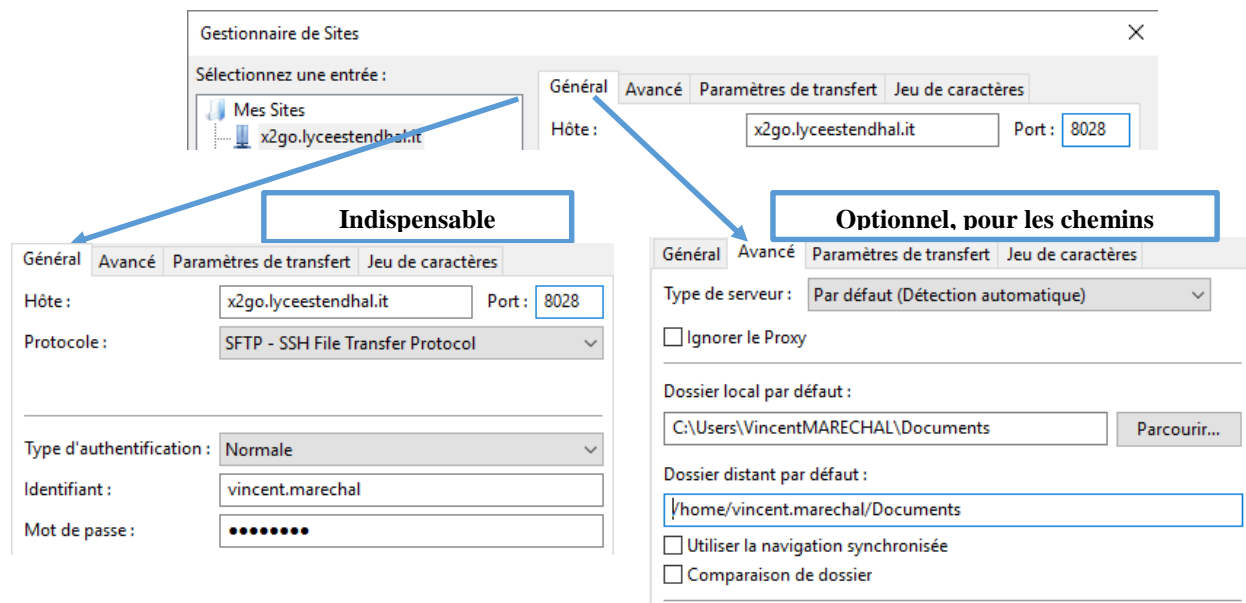 Gestionnaire de Sites
Sélectionnez une entrée :
Mes Sites
x2go.lyceestendhal.it
Général Avancé Paramètres de transfert Jeu de caractères
Hôte : x2go.lyceestendhal.it Port : 8028
Indispensable
Général Avancé Paramètres de transfert Jeu de caractères
Hôte : x2go.lyceestendhal.it Port : 8028
Protocole : SFTP - SSH File Transfer Protocol
Type d'authentification : Normale
Identifiant : vincent.marechal
Mot de passe : ●●●●●●●●
Optionnel, pour les chemins
Général Avancé Paramètres de transfert Jeu de caractères
Type de serveur : Par défaut (Détection automatique)
Ignorer le Proxy
Dossier local par défaut :
C:\Users\VincentMARECHAL\Documents Parcourir...
Dossier distant par défaut :
/home/vincent.marechal/Documents
Utiliser la navigation synchronisée
Comparaison de dossier